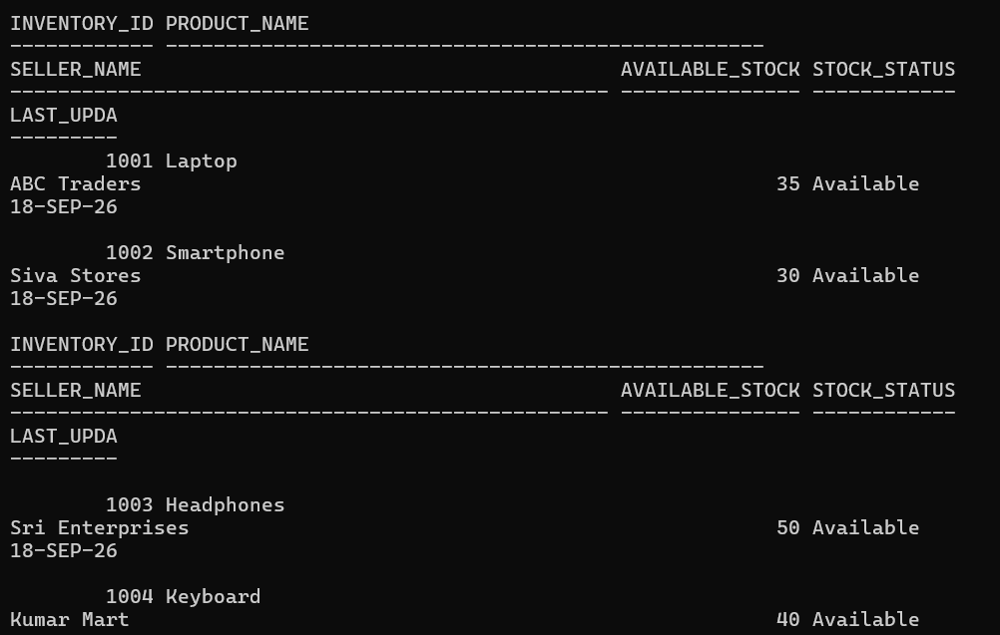 INVENTORY_ID PRODUCT_NAME
------------ --------------------------------------------------
SELLER_NAME                                        AVAILABLE_STOCK STOCK_STATUS
-------------------------------------------------- --------------- ------------
LAST_UPDA
---------
        1001 Laptop
ABC Traders                                                     35 Available
18-SEP-26

        1002 Smartphone
Siva Stores                                                     30 Available
18-SEP-26

INVENTORY_ID PRODUCT_NAME
------------ --------------------------------------------------
SELLER_NAME                                        AVAILABLE_STOCK STOCK_STATUS
-------------------------------------------------- --------------- ------------
LAST_UPDA
---------

        1003 Headphones
Sri Enterprises                                                 50 Available
18-SEP-26

        1004 Keyboard
Kumar Mart                                                      40 Available